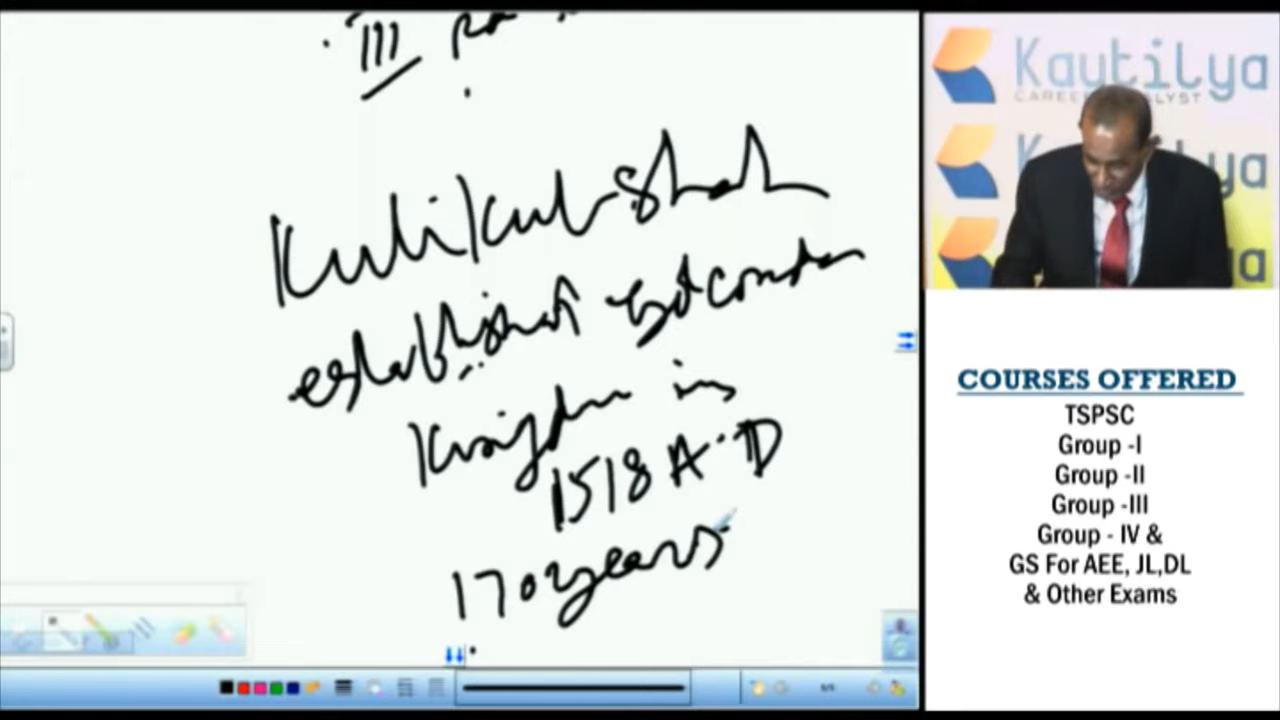 III
Kuli Kutub Shah
established Golconda
Kingdom in
1518 A.D
170 years
Kautilya
CAREER CATALYST
COURSES OFFERED
TSPSC
Group -I
Group -II
Group -III
Group - IV &
GS For AEE, JL,DL
& Other Exams